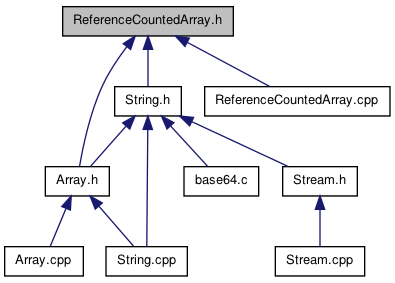 ReferenceCountedArray.h
String.h
ReferenceCountedArray.cpp
Array.h
base64.c
Stream.h
Array.cpp
String.cpp
Stream.cpp